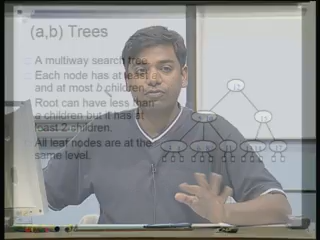 (a,b) Trees
A multiway search tree.
Each node has at least a
and at most b children.
Root can have less than
a children but it has at
least 2 children.
All leaf nodes are at the
same level.